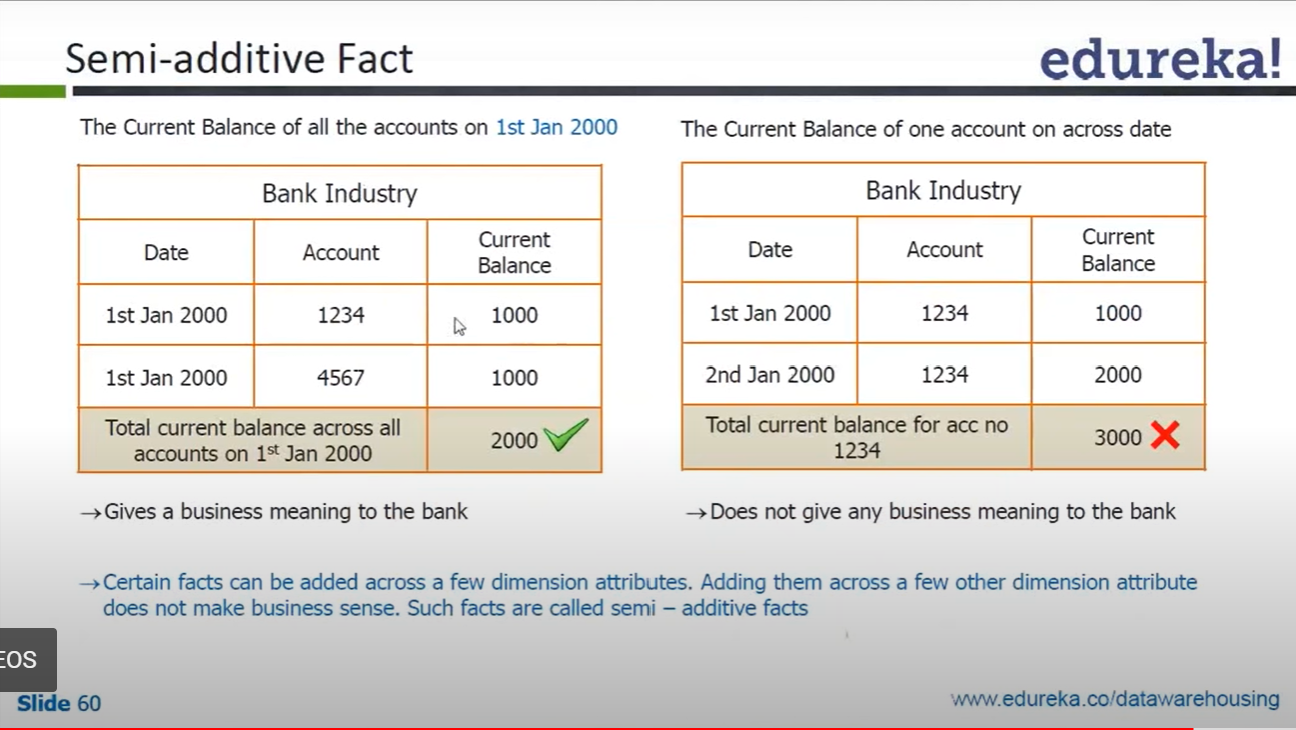 Semi-additive Fact
edureka!
The Current Balance of all the accounts on 1st Jan 2000
Bank Industry
Date Account Current
Balance
1st Jan 2000 1234 1000
1st Jan 2000 4567 1000
Total current balance across all
accounts on 1st Jan 2000 2000
→Gives a business meaning to the bank
The Current Balance of one account on across date
Bank Industry
Date Account Current
Balance
1st Jan 2000 1234 1000
2nd Jan 2000 1234 2000
Total current balance for acc no
1234 3000
→Does not give any business meaning to the bank
→Certain facts can be added across a few dimension attributes. Adding them across a few other dimension attribute
does not make business sense. Such facts are called semi – additive facts
EOS
Slide 60
www.edureka.co/datawarehousing